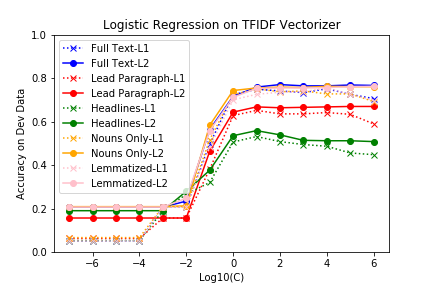 Logistic Regression on TFIDF Vectorizer
Accuracy on Dev Data
1.0
0.8
0.6
0.4
0.2
0.0
Full Text-L1
Full Text-L2
Lead Paragraph-L1
Lead Paragraph-L2
Headlines-L1
Headlines-L2
Nouns Only-L1
Nouns Only-L2
Lemmatized-L1
Lemmatized-L2
−6 −4 −2 0 2 4 6
Log10(C)